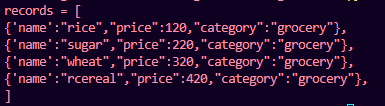 records = [
{'name':"rice","price":120,"category":"grocery"},
{'name':"sugar","price":220,"category":"grocery"},
{'name':"wheat","price":320,"category":"grocery"},
{'name':"rcereal","price":420,"category":"grocery"},
]